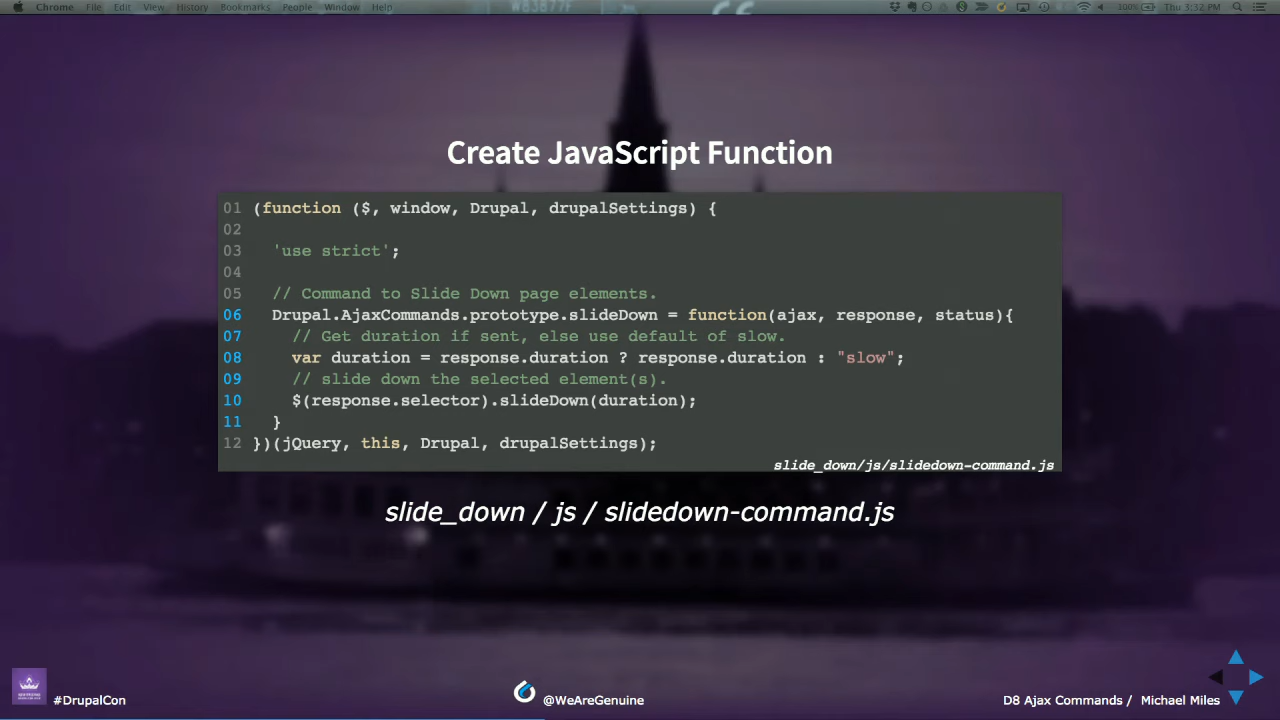 Chrome File Edit View History Bookmarks People Window Help
Thu 3:32 PM
Create JavaScript Function
01 (function ($, window, Drupal, drupalSettings) {
02
03 'use strict';
04
05 // Command to Slide Down page elements.
06 Drupal.AjaxCommands.prototype.slideDown = function(ajax, response, status){
07 // Get duration if sent, else use default of slow.
08 var duration = response.duration ? response.duration : "slow";
09 // slide down the selected element(s).
10 $(response.selector).slideDown(duration);
11 }
12 })(jQuery, this, Drupal, drupalSettings);
slide_down/js/slidedown-command.js
slide_down / js / slidedown-command.js
#DrupalCon
@WeAreGenuine
D8 Ajax Commands / Michael Miles